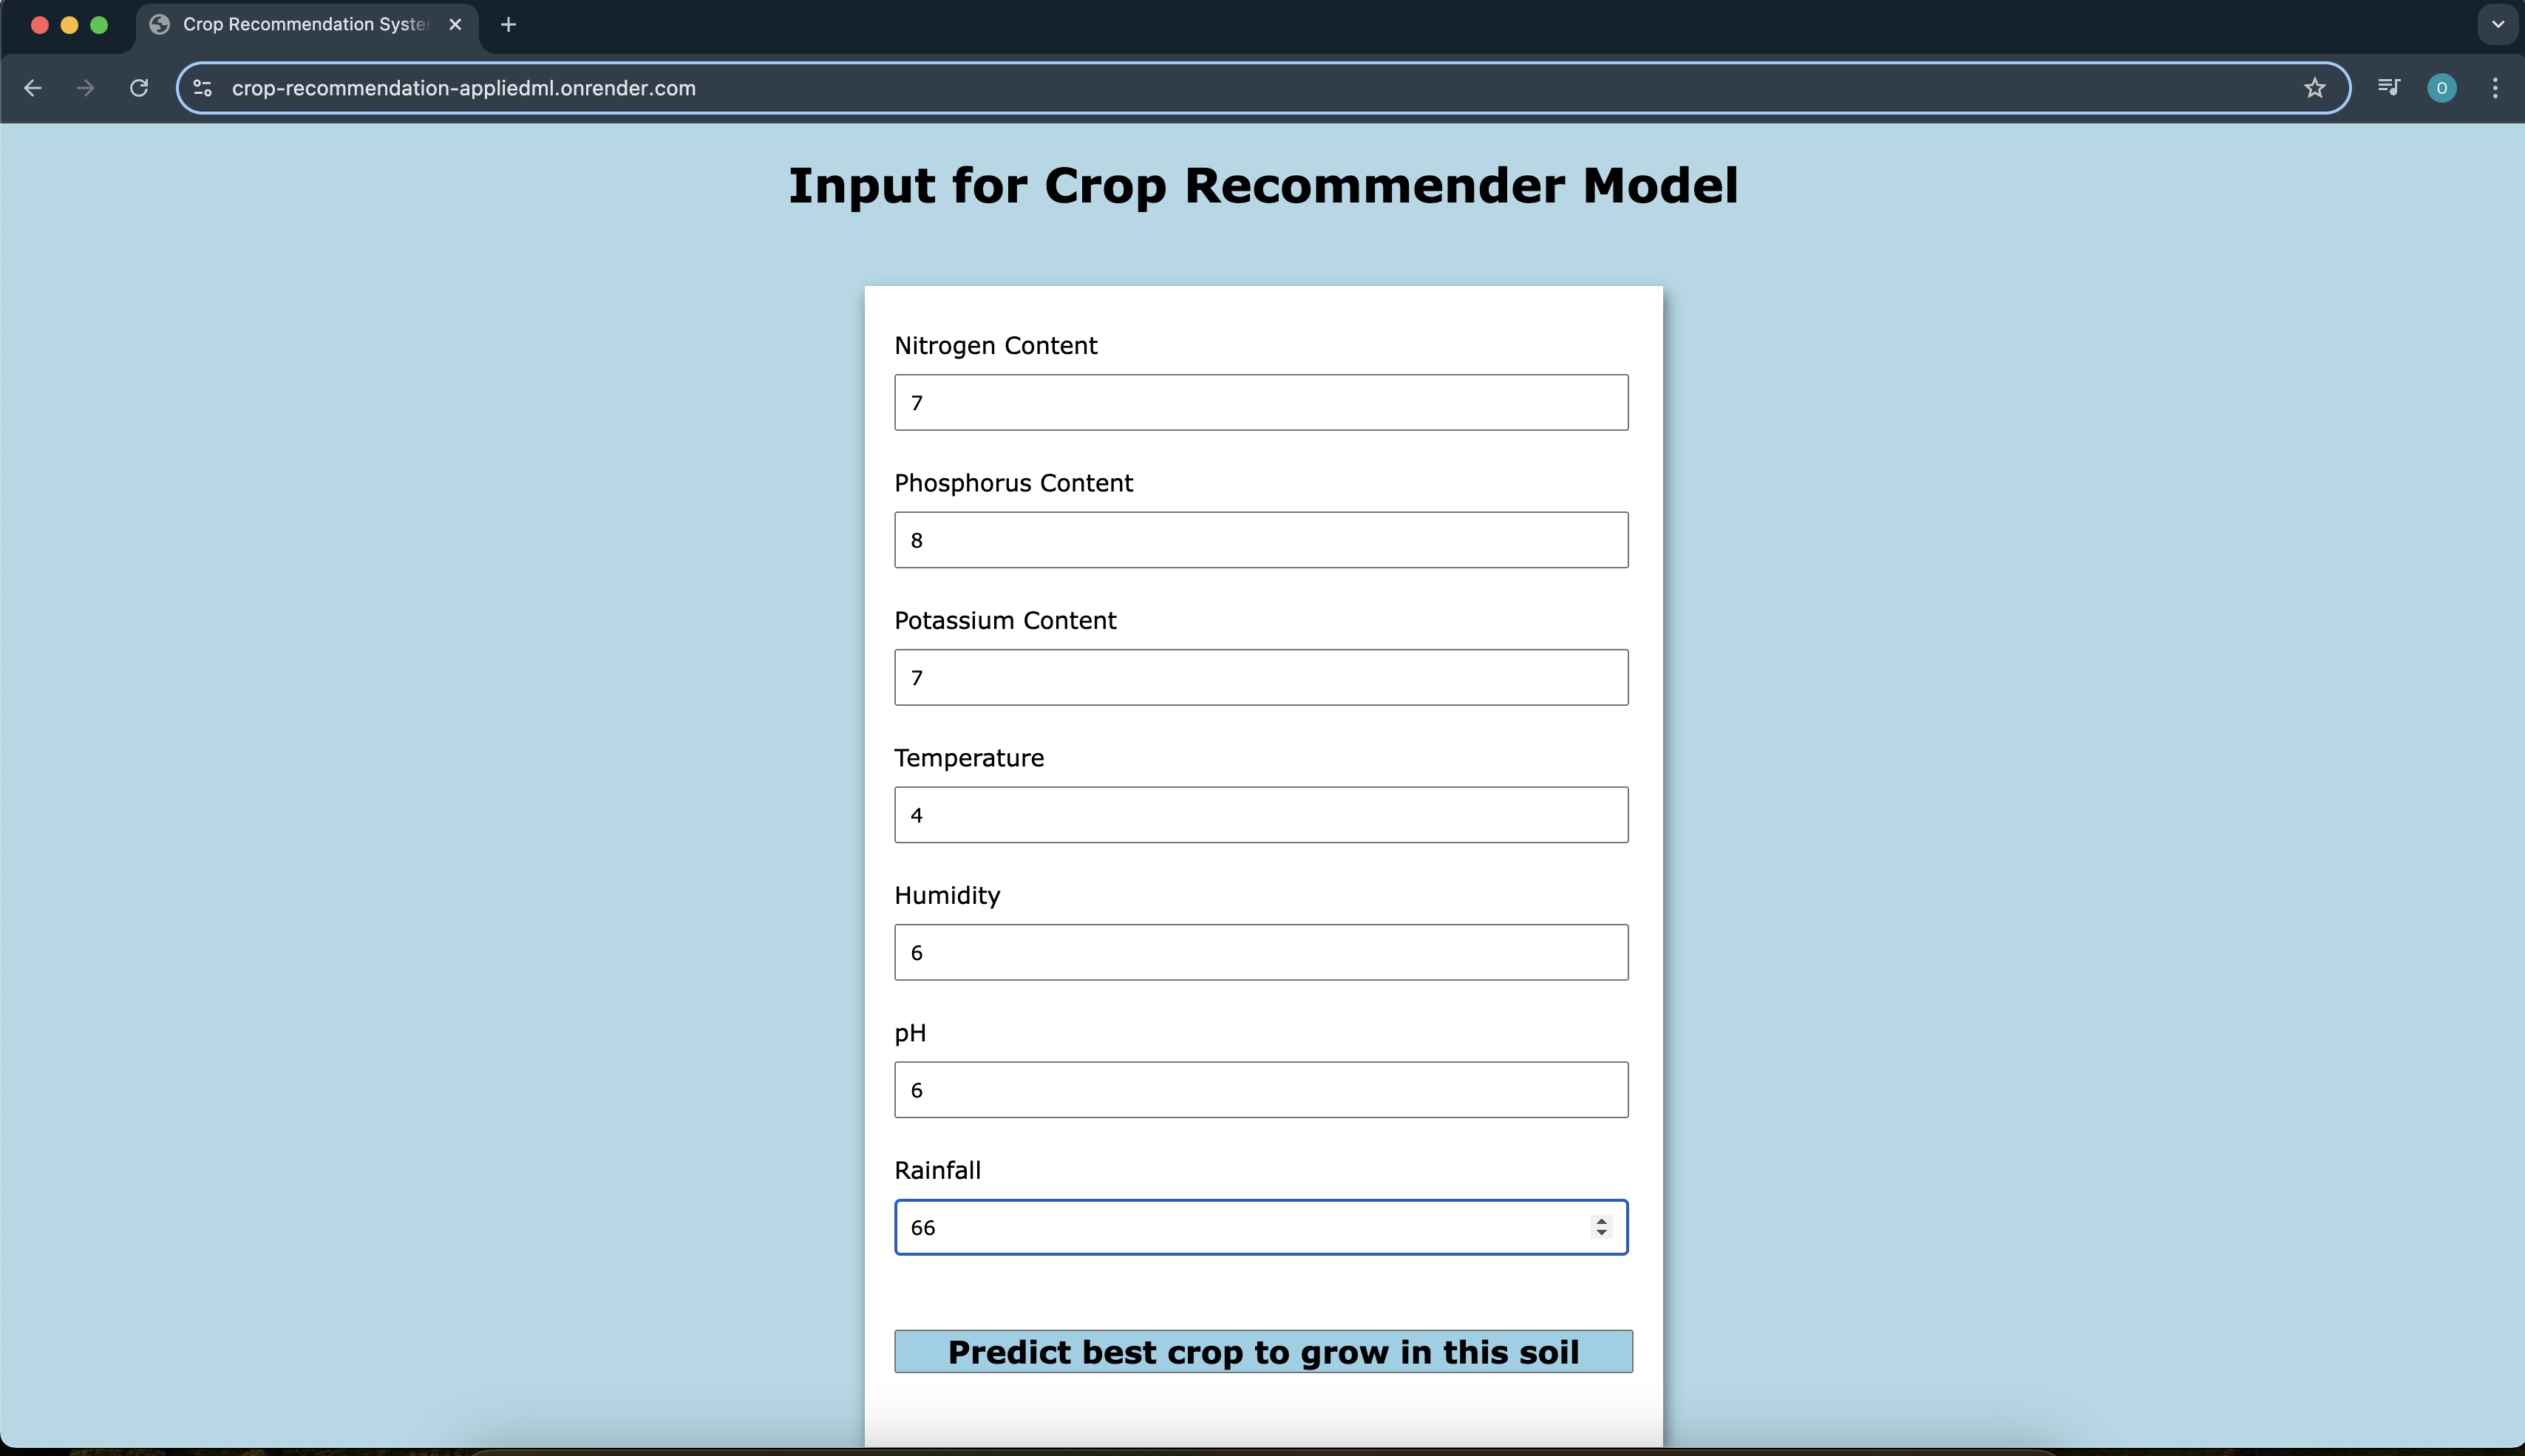 Crop Recommendation Syste
crop-recommendation-appliedml.onrender.com
O
Input for Crop Recommender Model
Nitrogen Content
7
Phosphorus Content
8
Potassium Content
7
Temperature
4
Humidity
6
pH
6
Rainfall
66
Predict best crop to grow in this soil